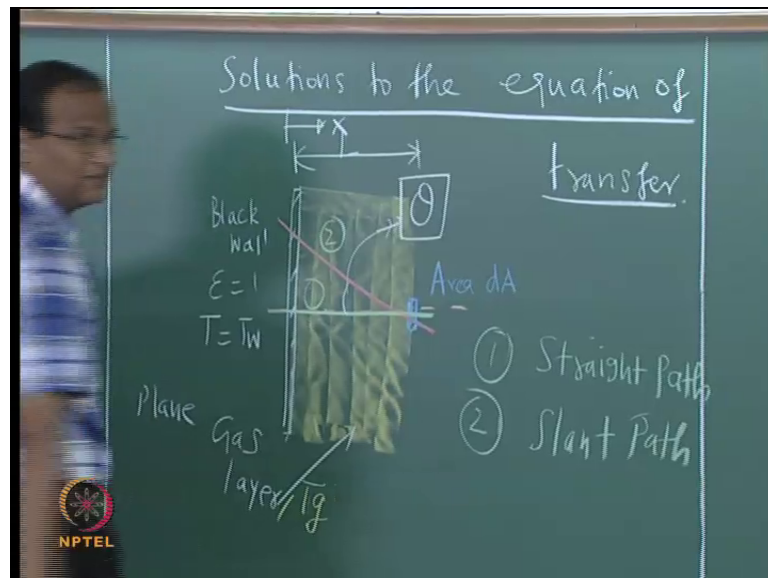 Solutions to the equation of
transfer.
x
Black
wall
ε = 1
T = Tw
②
①
θ
Area dA
① Straight Path
② Slant Path
Plane
Gas
layer, Tg
NPTEL